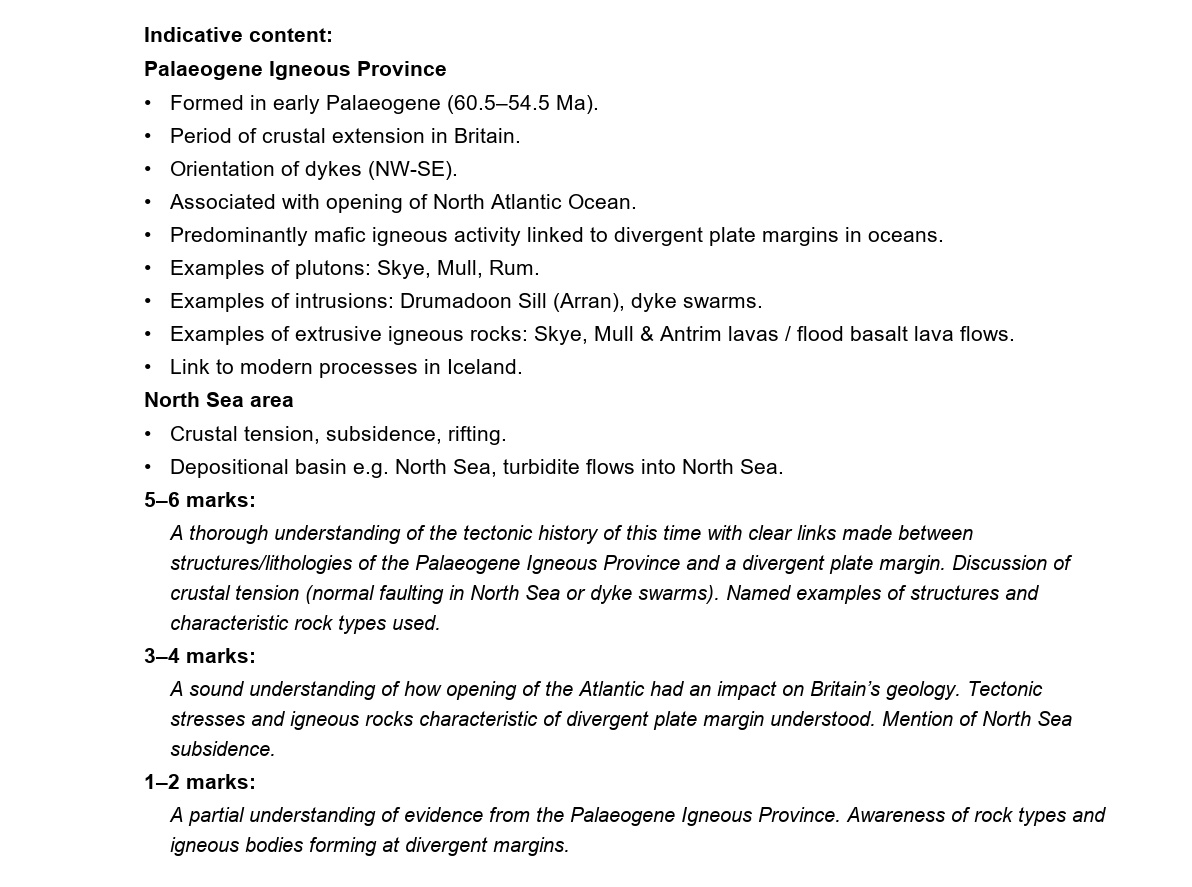 Indicative content:
Palaeogene Igneous Province
• Formed in early Palaeogene (60.5–54.5 Ma).
• Period of crustal extension in Britain.
• Orientation of dykes (NW-SE).
• Associated with opening of North Atlantic Ocean.
• Predominantly mafic igneous activity linked to divergent plate margins in oceans.
• Examples of plutons: Skye, Mull, Rum.
• Examples of intrusions: Drumadoon Sill (Arran), dyke swarms.
• Examples of extrusive igneous rocks: Skye, Mull & Antrim lavas / flood basalt lava flows.
• Link to modern processes in Iceland.
North Sea area
• Crustal tension, subsidence, rifting.
• Depositional basin e.g. North Sea, turbidite flows into North Sea.
5–6 marks:
A thorough understanding of the tectonic history of this time with clear links made between
structures/lithologies of the Palaeogene Igneous Province and a divergent plate margin. Discussion of
crustal tension (normal faulting in North Sea or dyke swarms). Named examples of structures and
characteristic rock types used.
3–4 marks:
A sound understanding of how opening of the Atlantic had an impact on Britain’s geology. Tectonic
stresses and igneous rocks characteristic of divergent plate margin understood. Mention of North Sea
subsidence.
1–2 marks:
A partial understanding of evidence from the Palaeogene Igneous Province. Awareness of rock types and
igneous bodies forming at divergent margins.